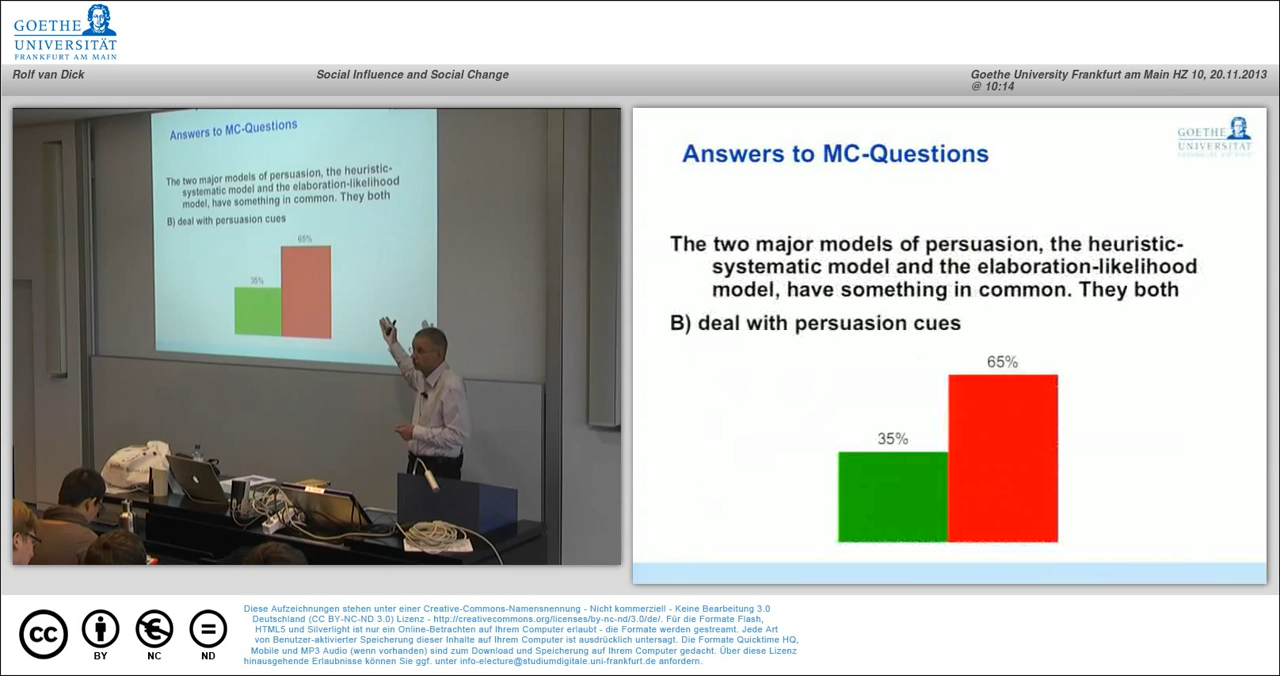 GOETHE
UNIVERSITÄT
FRANKFURT AM MAIN
Rolf van Dick
Social Influence and Social Change
Goethe University Frankfurt am Main HZ 10, 20.11.2013
@ 10:14
Answers to MC-Questions
The two major models of persuasion, the heuristic-
systematic model and the elaboration-likelihood
model, have something in common. They both
B) deal with persuasion cues
65%
35%
GOETHE
UNIVERSITÄT
Answers to MC-Questions
The two major models of persuasion, the heuristic-
systematic model and the elaboration-likelihood
model, have something in common. They both
B) deal with persuasion cues
65%
35%
cc
BY
NC
ND
Diese Aufzeichnungen stehen unter einer Creative-Commons-Namensnennung - Nicht kommerziell - Keine Bearbeitung 3.0
Deutschland (CC BY-NC-ND 3.0) Lizenz - http://creativecommons.org/licenses/by-nc-nd/3.0/de/. Für die Formate Flash,
HTML5 und Silverlight ist nur ein Online-Betrachten auf Ihrem Computer erlaubt - die Formate werden gestreamt. Jede Art
von Benutzer-aktivierter Speicherung dieser Inhalte auf Ihrem Computer ist ausdrücklich untersagt. Die Formate Quicktime HQ,
Mobile und MP3 Audio (wenn vorhanden) sind zum Download und Speicherung auf Ihrem Computer gedacht. Über diese Lizenz
hinausgehende Erlaubnisse können Sie ggf. unter info-electure@studiumdigitale.uni-frankfurt.de anfordern.